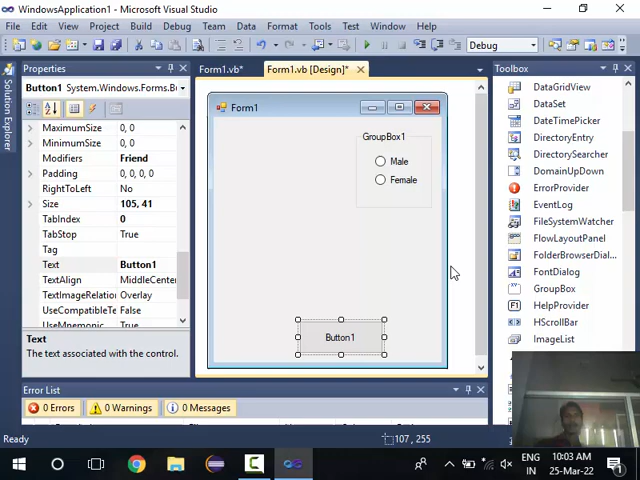 WindowsApplication1 - Microsoft Visual Studio
File Edit View Project Build Debug Team Data Format Tools Test Window Help
Debug
Solution Explorer
Properties
Button1 System.Windows.Forms.Bu
MaximumSize 0, 0
MinimumSize 0, 0
Modifiers Friend
Padding 0, 0, 0, 0
RightToLeft No
Size 105, 41
TabIndex 0
TabStop True
Tag
Text Button1
TextAlign MiddleCenter
TextImageRelation Overlay
UseCompatibleTe False
UseMnemonic True
Text
The text associated with the control.
Form1.vb*
Form1.vb [Design]*
Form1
GroupBox1
Male
Female
Button1
Toolbox
DataGridView
DataSet
DateTimePicker
DirectoryEntry
DirectorySearcher
DomainUpDown
ErrorProvider
EventLog
FileSystemWatcher
FlowLayoutPanel
FolderBrowserDialo...
FontDialog
GroupBox
HelpProvider
HScrollBar
ImageList
Error List
0 Errors
0 Warnings
0 Messages
Ready
107, 255
ENG
IN
10:03 AM
25-Mar-22